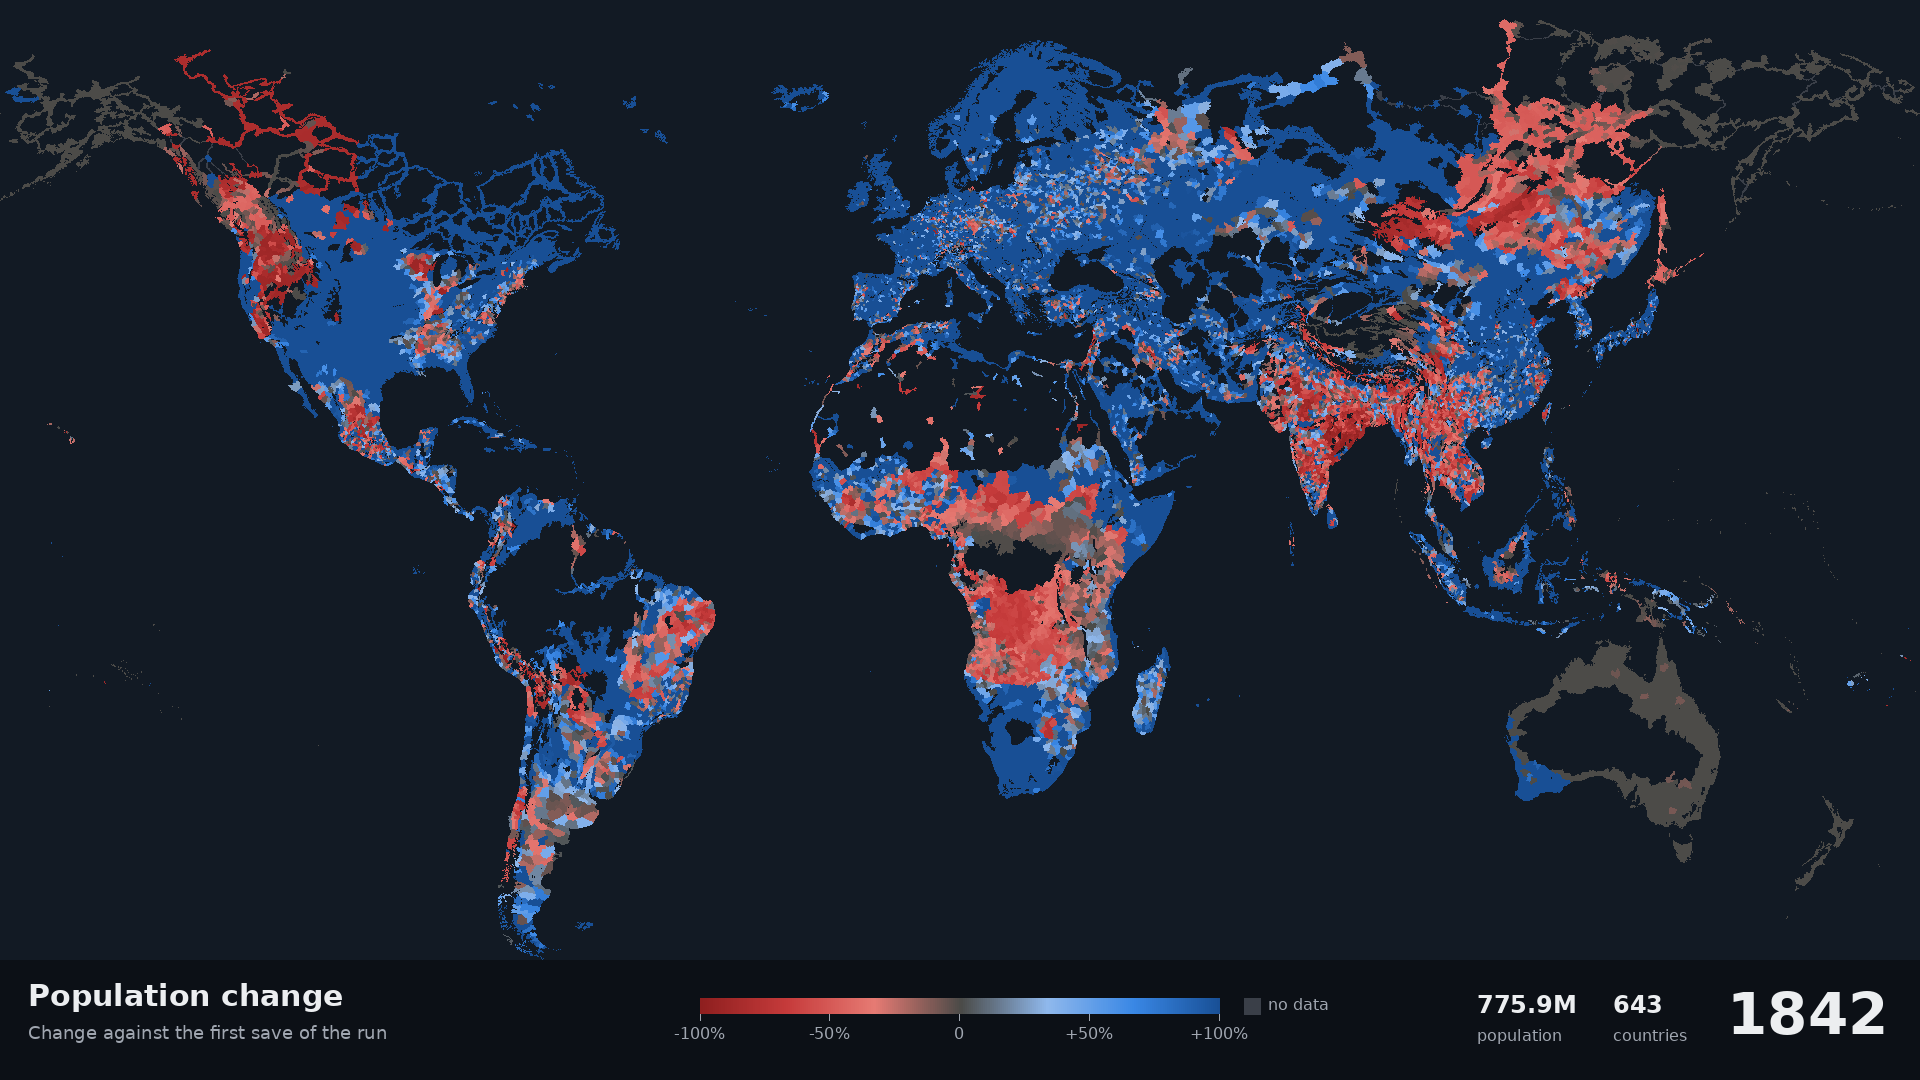 Population change
Change against the first save of the run
-100%
-50%
0
+50%
+100%
no data
775.9M
population
643
countries
1842